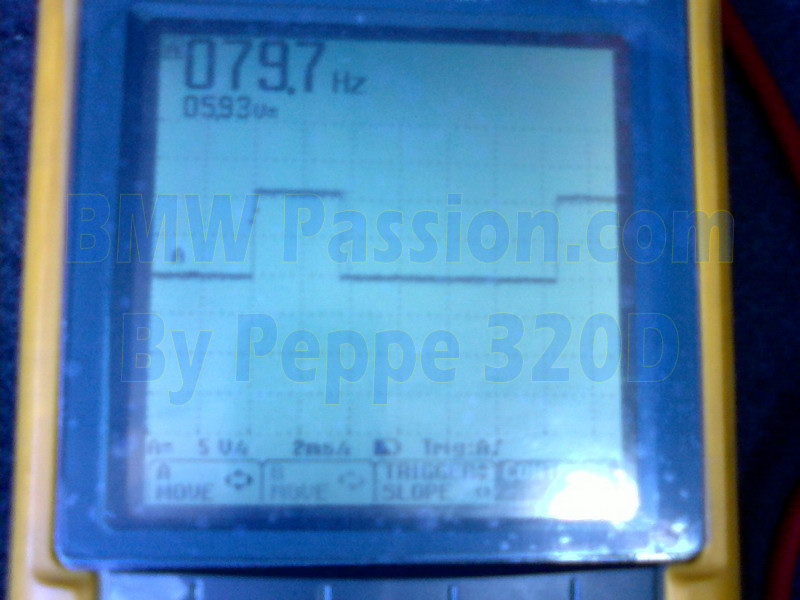 A 079.7 Hz
05.93 V=
BMW Passion.com
A
By Peppe 320D
A= 5 V/ 2ms/ Trig:A
A MOVE B MOVE TRIGGER SLOPE